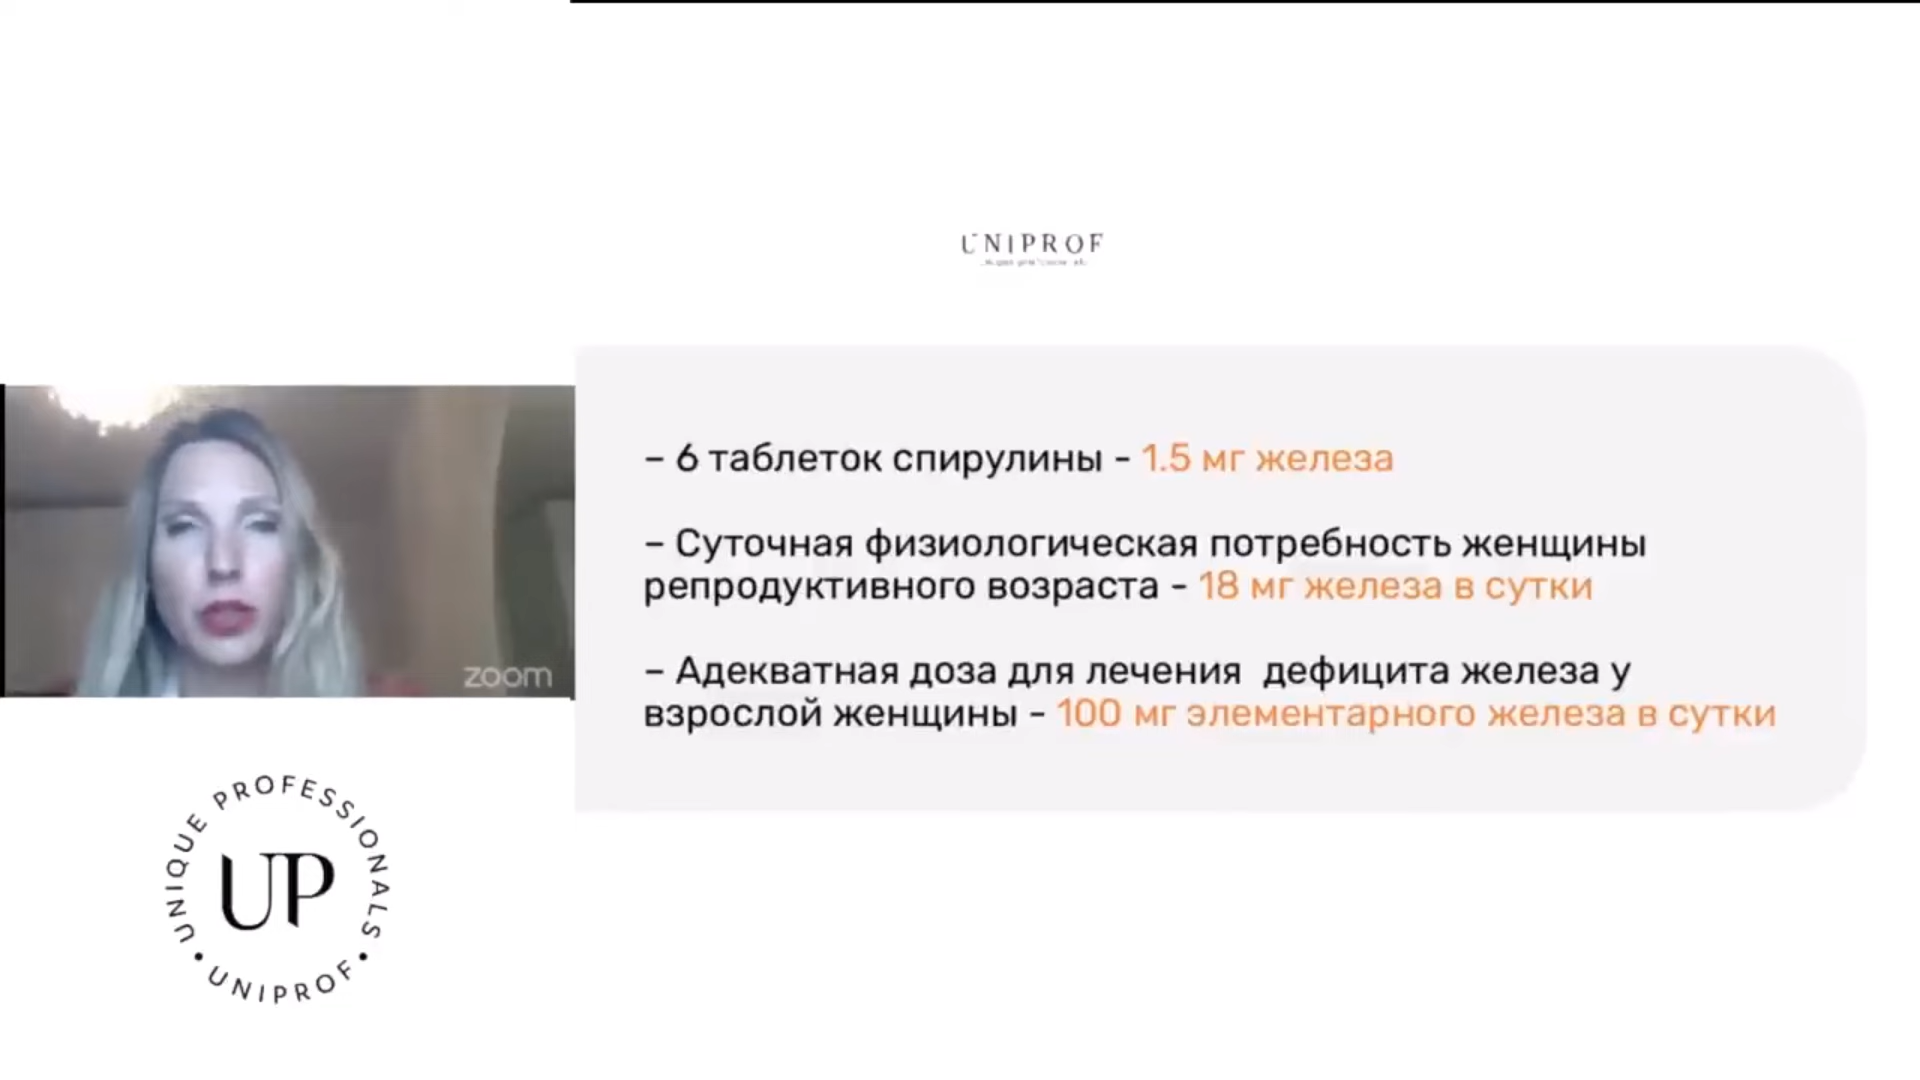 UNIPROF
– 6 таблеток спирулины - 1.5 мг железа
– Суточная физиологическая потребность женщины
репродуктивного возраста - 18 мг железа в сутки
– Адекватная доза для лечения дефицита железа у
взрослой женщины - 100 мг элементарного железа в сутки
zoom
UNIQUE PROFESSIONALS
UP
UNIPROF